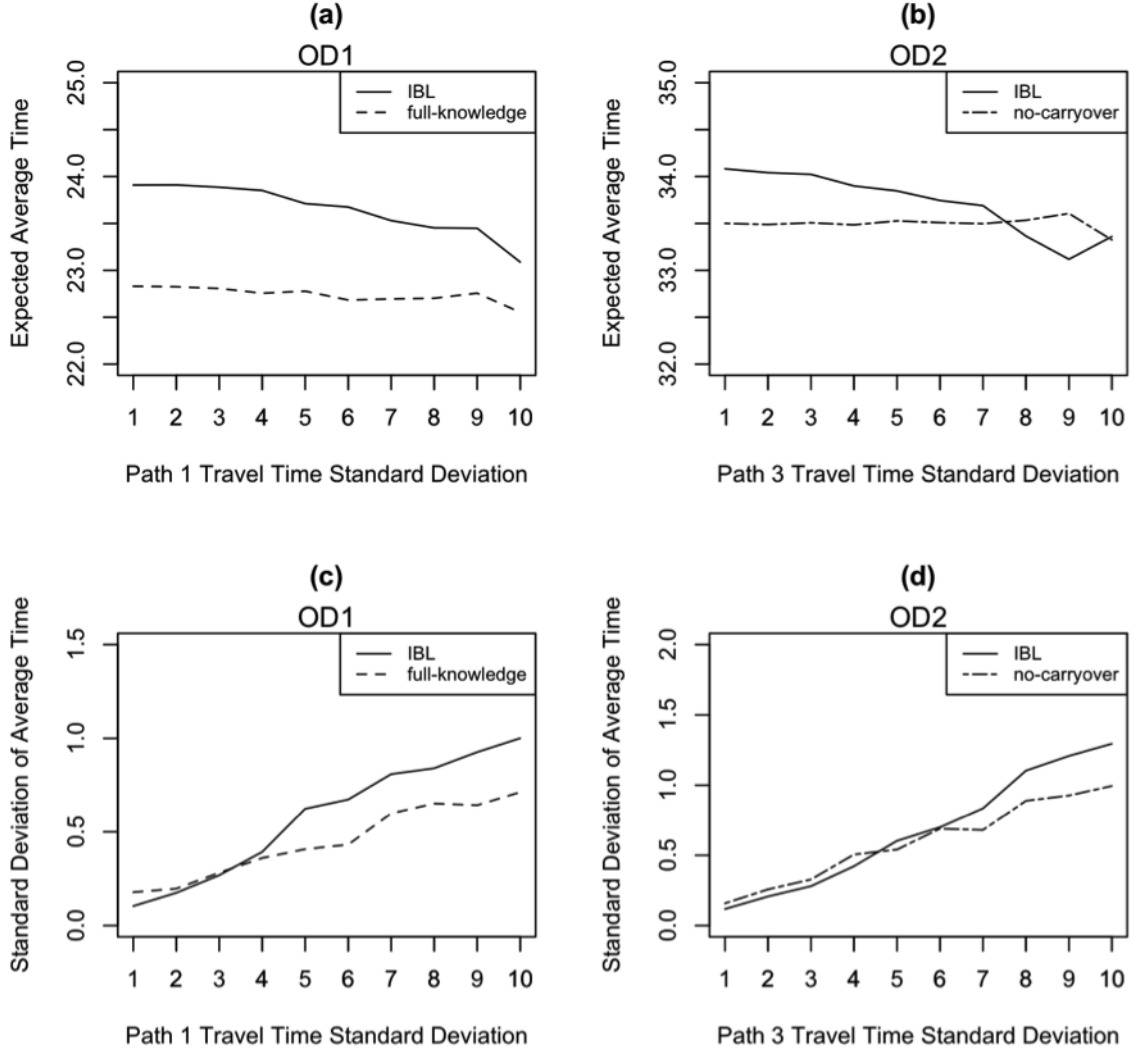 (a)
OD1
IBL
full-knowledge
Expected Average Time
25.0
24.0
23.0
22.0
1 2 3 4 5 6 7 8 9 10
Path 1 Travel Time Standard Deviation
(b)
OD2
IBL
no-carryover
Expected Average Time
35.0
34.0
33.0
32.0
1 2 3 4 5 6 7 8 9 10
Path 3 Travel Time Standard Deviation
(c)
OD1
IBL
full-knowledge
Standard Deviation of Average Time
1.5
1.0
0.5
0.0
1 2 3 4 5 6 7 8 9 10
Path 1 Travel Time Standard Deviation
(d)
OD2
IBL
no-carryover
Standard Deviation of Average Time
2.0
1.5
1.0
0.5
0.0
1 2 3 4 5 6 7 8 9 10
Path 3 Travel Time Standard Deviation